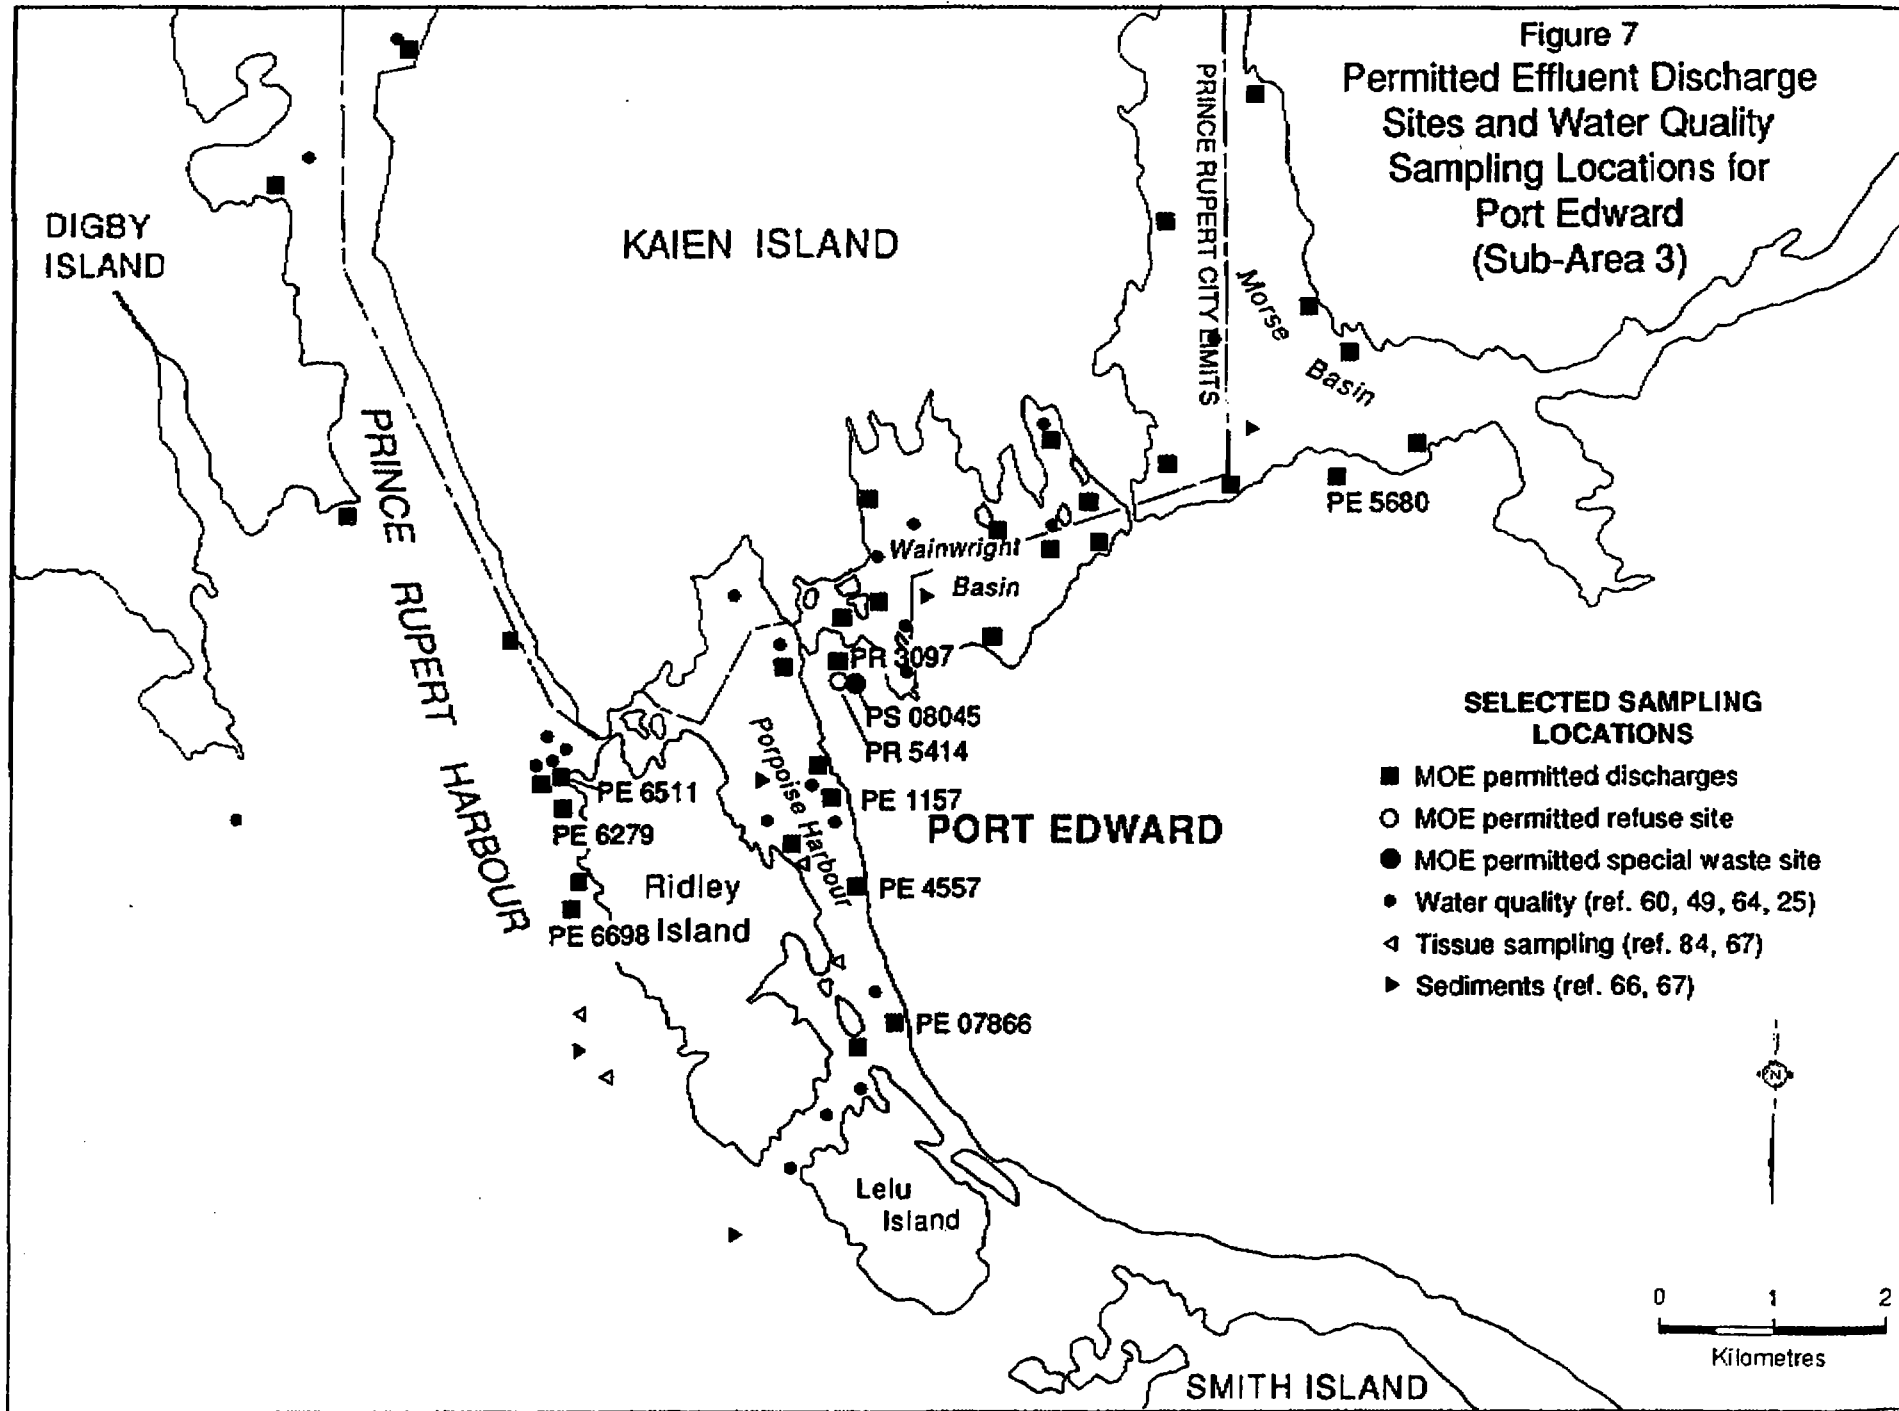 Figure 7
Permitted Effluent Discharge
Sites and Water Quality
Sampling Locations for
Port Edward
(Sub-Area 3)
DIGBY
ISLAND
KAIEN ISLAND
PRINCE RUPERT CITY LIMITS
Morse
Basin
PRINCE RUPERT HARBOUR
PE 5680
Wainwright
Basin
PR 3097
PS 08045
PR 5414
Porpoise Harbour
PE 6511
PE 1157
PE 6279
PORT EDWARD
Ridley
Island
PE 4557
PE 6698
PE 07866
Lelu
Island
SMITH ISLAND
SELECTED SAMPLING
LOCATIONS
MOE permitted discharges
MOE permitted refuse site
MOE permitted special waste site
Water quality (ref. 60, 49, 64, 25)
Tissue sampling (ref. 84, 67)
Sediments (ref. 66, 67)
N
0 1 2
Kilometres